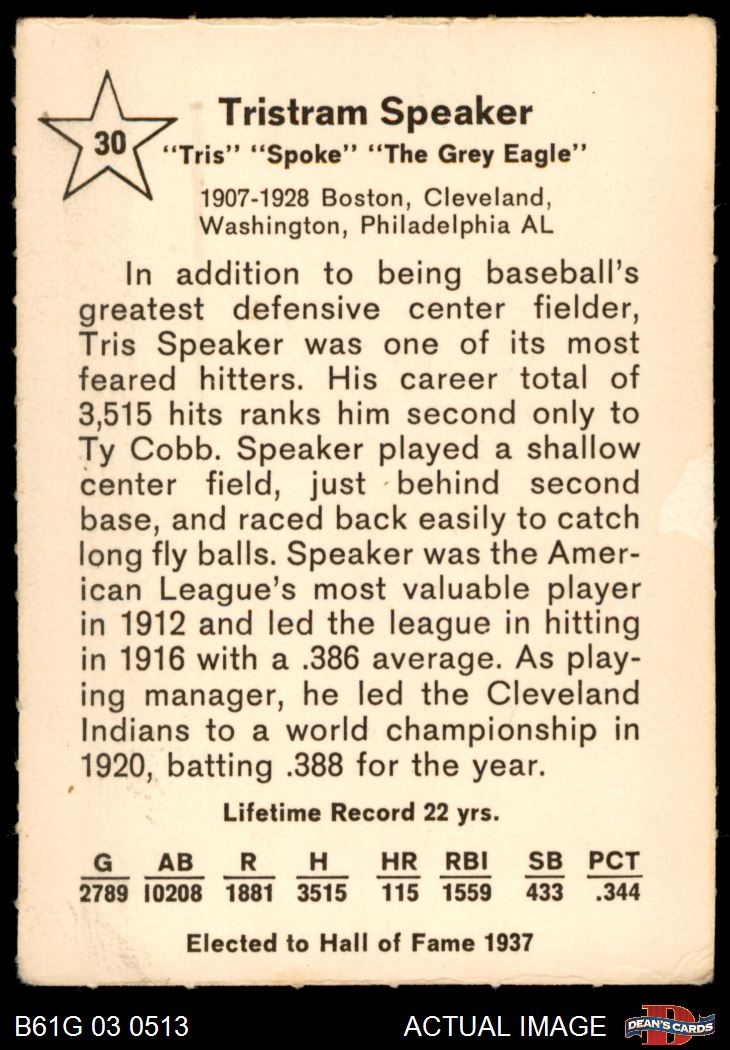 30
Tristram Speaker
"Tris" "Spoke" "The Grey Eagle"
1907-1928 Boston, Cleveland,
Washington, Philadelphia AL
In addition to being baseball's
greatest defensive center fielder,
Tris Speaker was one of its most
feared hitters. His career total of
3,515 hits ranks him second only to
Ty Cobb. Speaker played a shallow
center field, just behind second
base, and raced back easily to catch
long fly balls. Speaker was the Amer-
ican League's most valuable player
in 1912 and led the league in hitting
in 1916 with a .386 average. As play-
ing manager, he led the Cleveland
Indians to a world championship in
1920, batting .388 for the year.
Lifetime Record 22 yrs.
G AB R H HR RBI SB PCT
2789 10208 1881 3515 115 1559 433 .344
Elected to Hall of Fame 1937
B61G 03 0513 ACTUAL IMAGE D DEAN'S CARDS